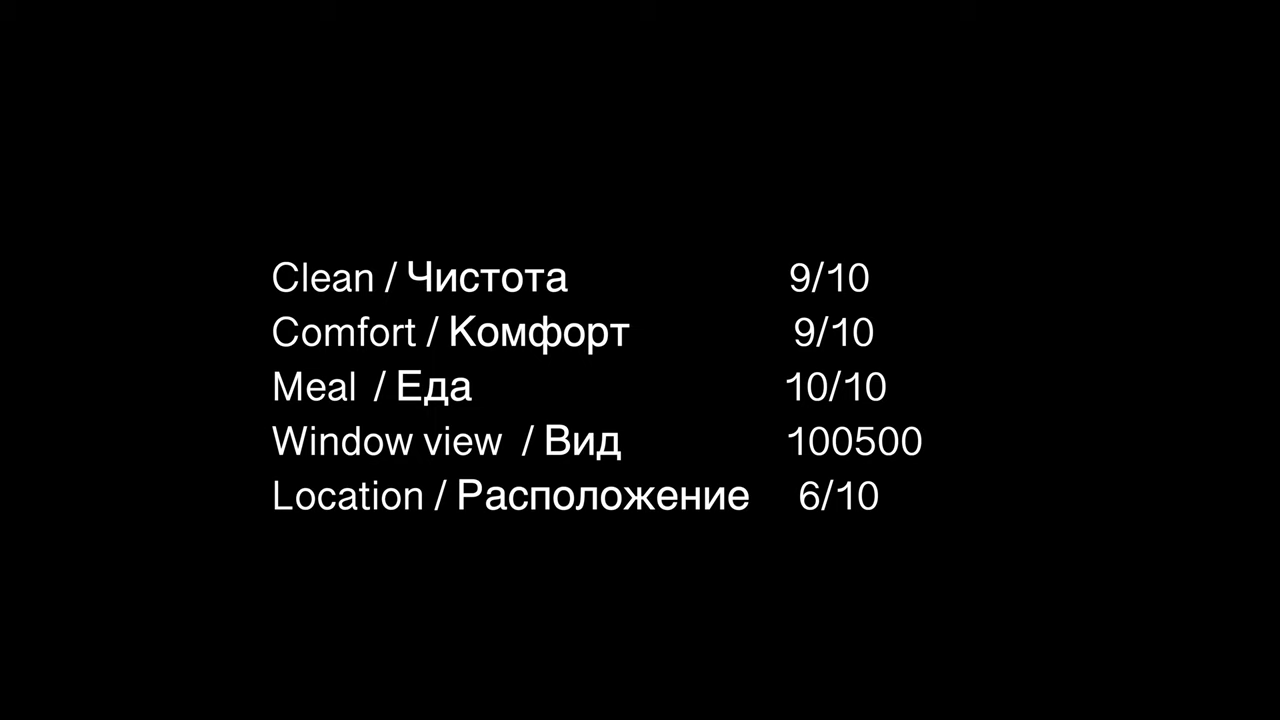 Clean / Чистота 9/10
Comfort / Комфорт 9/10
Meal / Еда 10/10
Window view / Вид 100500
Location / Расположение 6/10